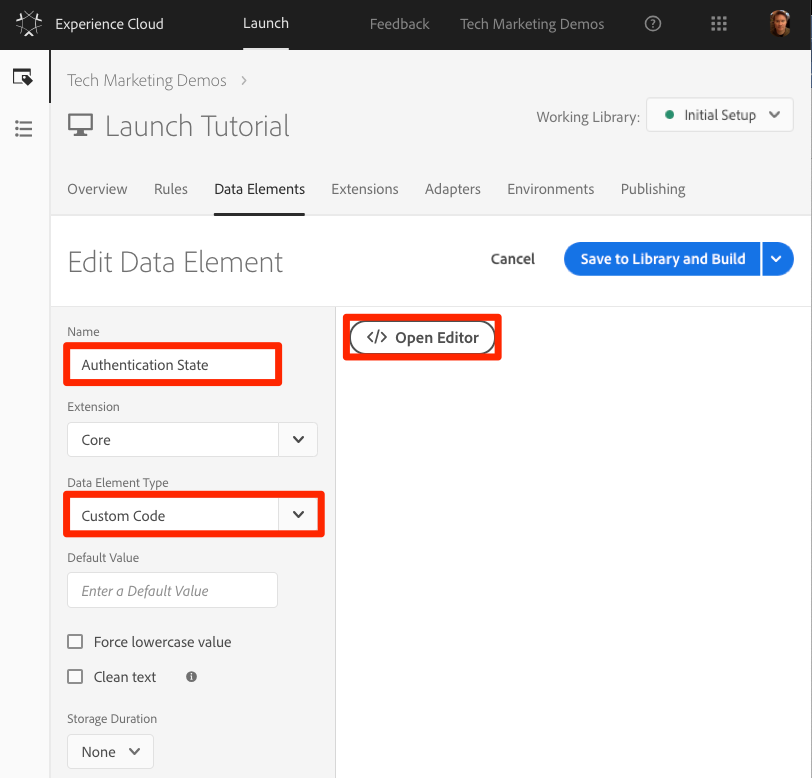 Experience Cloud Launch Feedback Tech Marketing Demos
Tech Marketing Demos
Launch Tutorial
Working Library: Initial Setup
Overview Rules Data Elements Extensions Adapters Environments Publishing
Edit Data Element
Cancel Save to Library and Build
Name
Authentication State
</> Open Editor
Extension
Core
Data Element Type
Custom Code
Default Value
Enter a Default Value
Force lowercase value
Clean text
Storage Duration
None